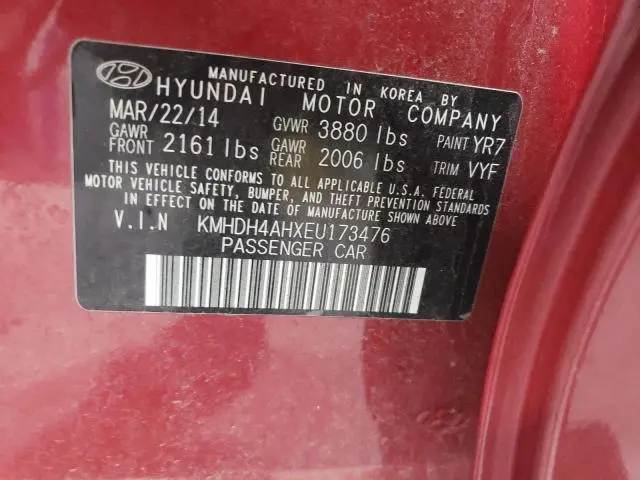 MANUFACTURED IN KOREA BY
HYUNDAI MOTOR COMPANY
MAR/22/14 GVWR 3880 lbs PAINT YR7
GAWR FRONT 2161 lbs GAWR REAR 2006 lbs TRIM VYF
THIS VEHICLE CONFORMS TO ALL APPLICABLE U.S.A. FEDERAL
MOTOR VEHICLE SAFETY, BUMPER, AND THEFT PREVENTION STANDARDS
IN EFFECT ON THE DATE OF MANUFACTURE SHOWN ABOVE
V.I.N KMHDH4AHXEU173476
PASSENGER CAR